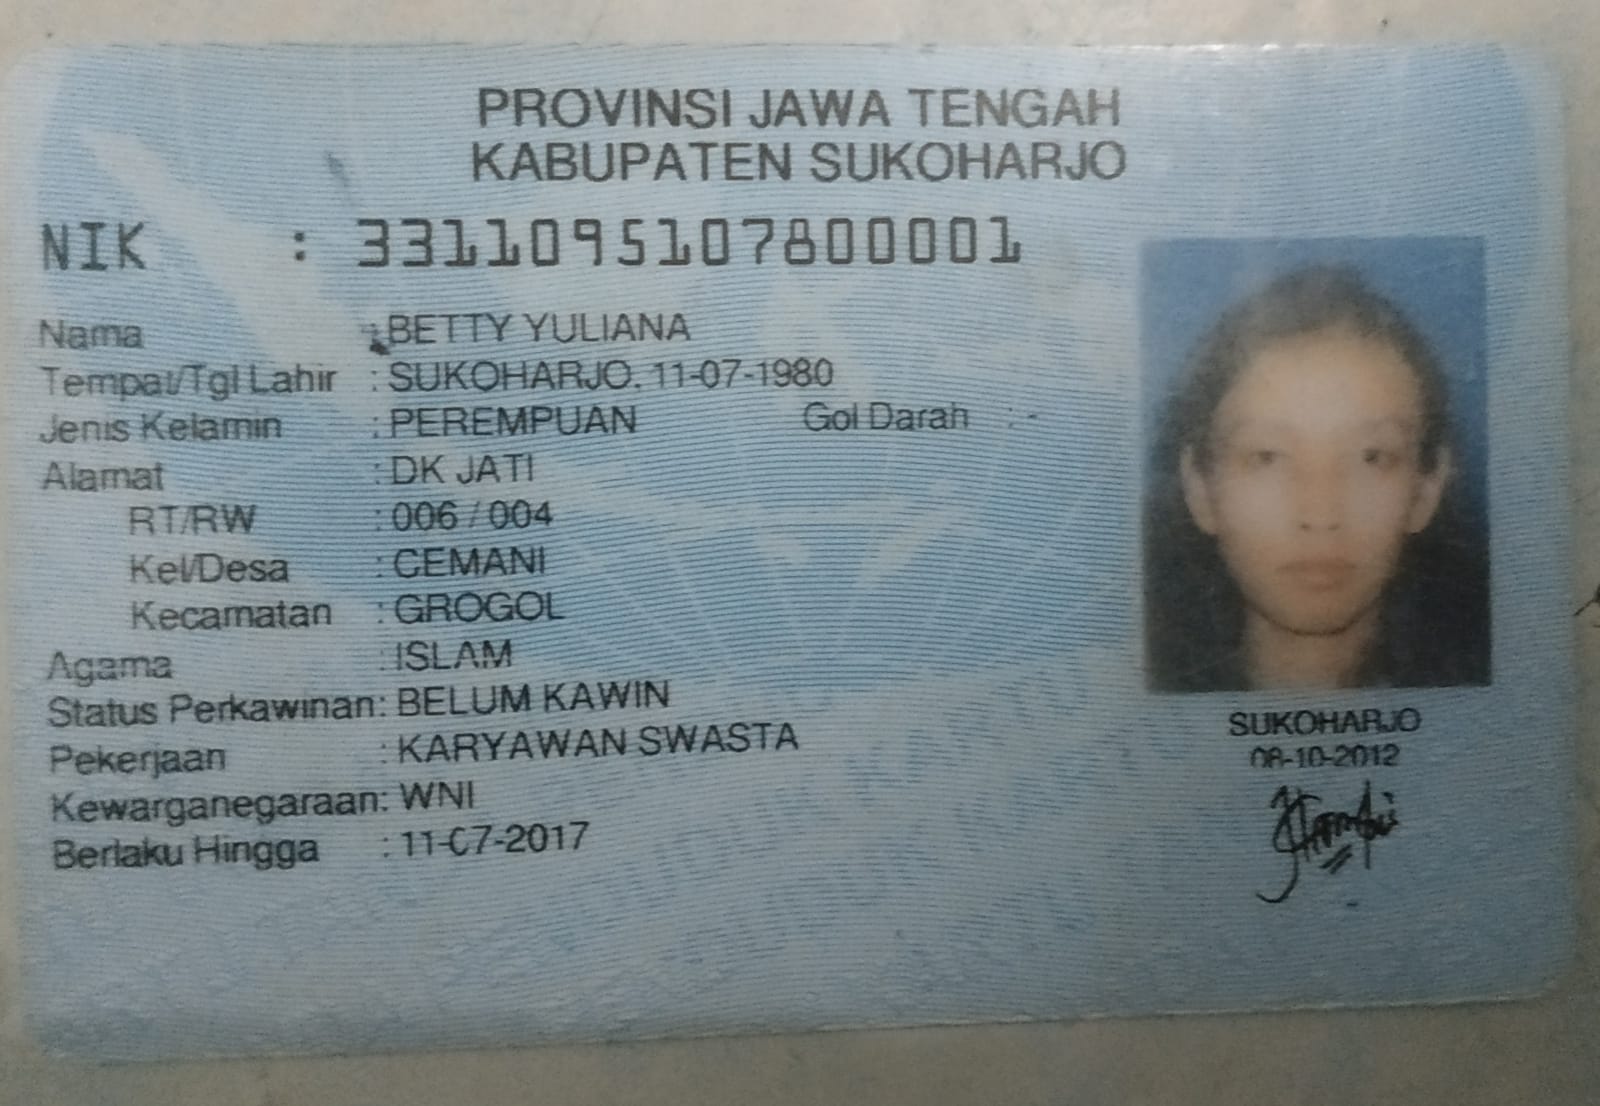 PROVINSI JAWA TENGAH
KABUPATEN SUKOHARJO
NIK : 3311095107800001
Nama : BETTY YULIANA
Tempat/Tgl Lahir : SUKOHARJO. 11-07-1980
Jenis Kelamin : PEREMPUAN Gol Darah : -
Alamat : DK JATI
RT/RW : 006 / 004
Kel/Desa : CEMANI
Kecamatan : GROGOL
Agama : ISLAM
Status Perkawinan: BELUM KAWIN
Pekerjaan : KARYAWAN SWASTA
Kewarganegaraan: WNI
Berlaku Hingga : 11-07-2017
SUKOHARJO
08-10-2012